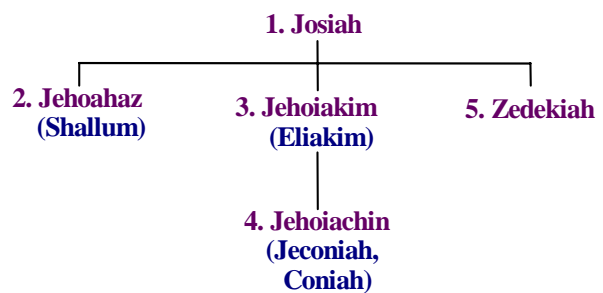 1. Josiah
2. Jehoahaz
(Shallum)
3. Jehoiakim
(Eliakim)
5. Zedekiah
4. Jehoiachin
(Jeconiah,
Coniah)